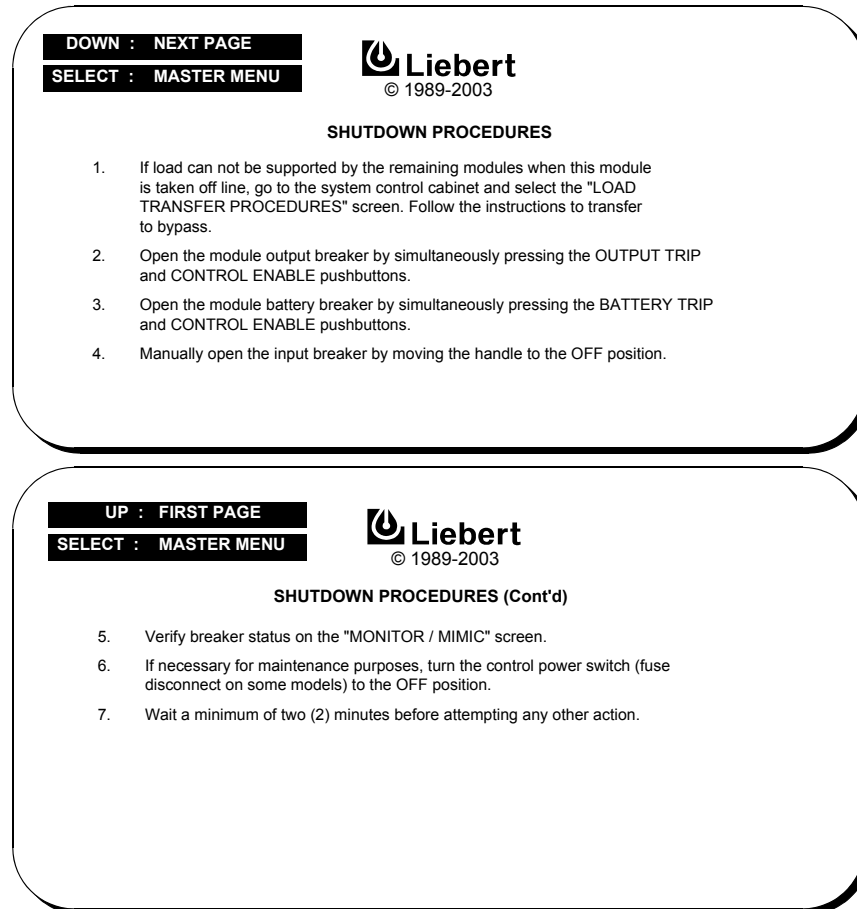 DOWN : NEXT PAGE
SELECT : MASTER MENU
Liebert
© 1989-2003
SHUTDOWN PROCEDURES
1. If load can not be supported by the remaining modules when this module
is taken off line, go to the system control cabinet and select the "LOAD
TRANSFER PROCEDURES" screen. Follow the instructions to transfer
to bypass.
2. Open the module output breaker by simultaneously pressing the OUTPUT TRIP
and CONTROL ENABLE pushbuttons.
3. Open the module battery breaker by simultaneously pressing the BATTERY TRIP
and CONTROL ENABLE pushbuttons.
4. Manually open the input breaker by moving the handle to the OFF position.
UP : FIRST PAGE
SELECT : MASTER MENU
Liebert
© 1989-2003
SHUTDOWN PROCEDURES (Cont'd)
5. Verify breaker status on the "MONITOR / MIMIC" screen.
6. If necessary for maintenance purposes, turn the control power switch (fuse
disconnect on some models) to the OFF position.
7. Wait a minimum of two (2) minutes before attempting any other action.